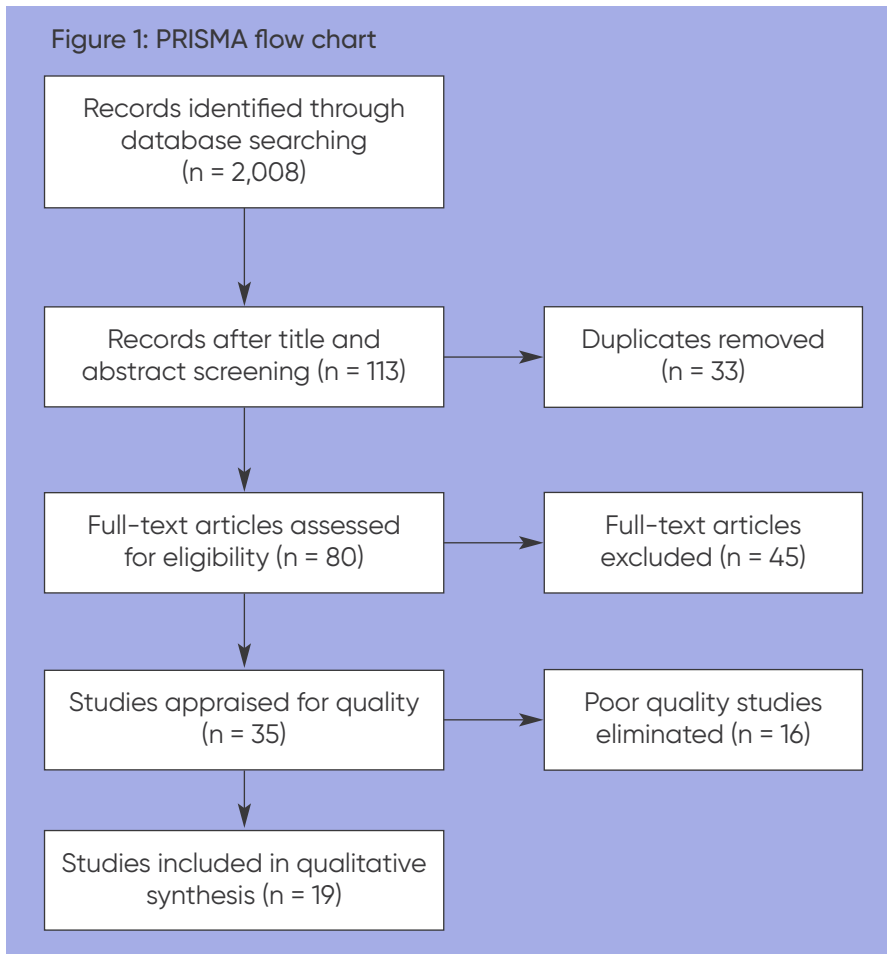 Figure 1: PRISMA flow chart
Records identified through
database searching
(n = 2,008)
Records after title and
abstract screening (n = 113)
Duplicates removed
(n = 33)
Full-text articles assessed
for eligibility (n = 80)
Full-text articles
excluded (n = 45)
Studies appraised for quality
(n = 35)
Poor quality studies
eliminated (n = 16)
Studies included in qualitative
synthesis (n = 19)